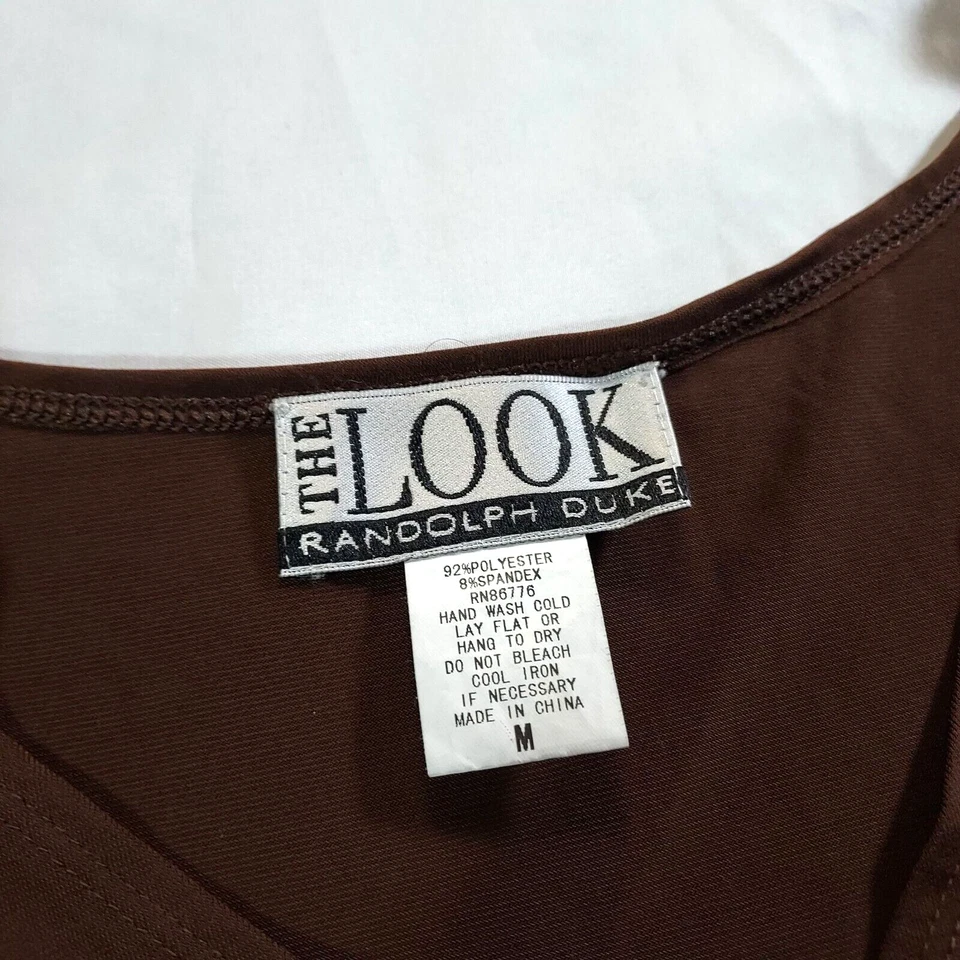 THE LOOK
RANDOLPH DUKE
92%POLYESTER
8%SPANDEX
RN86776
HAND WASH COLD
LAY FLAT OR
HANG TO DRY
DO NOT BLEACH
COOL IRON
IF NECESSARY
MADE IN CHINA
M